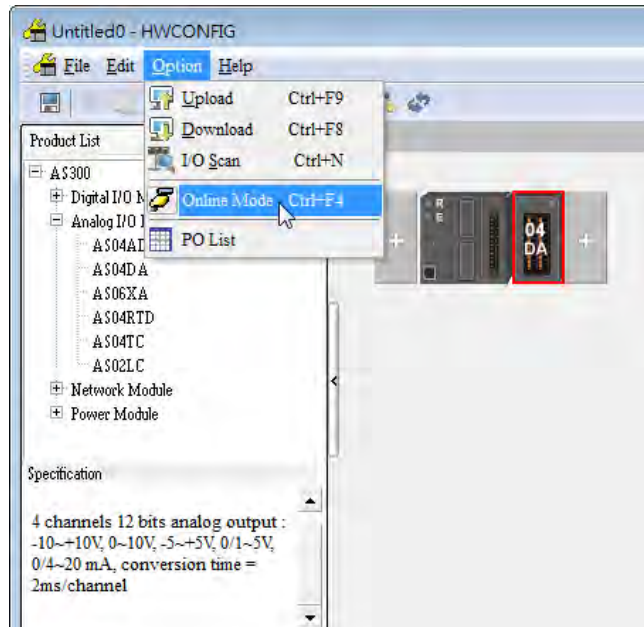 Untitled0 - HWCONFIG
File Edit Option Help
Upload Ctrl+F9
Download Ctrl+F8
I/O Scan Ctrl+N
Online Mode Ctrl+F4
PO List
Product List
AS300
Digital I/O
Analog I/O
AS04AD
AS04DA
AS06XA
AS04RTD
AS04TC
AS02LC
Network Module
Power Module
R
E
04
DA
Specification
4 channels 12 bits analog output :
-10~+10V, 0~10V, -5~+5V, 0/1~5V,
0/4~20 mA, conversion time =
2ms/channel